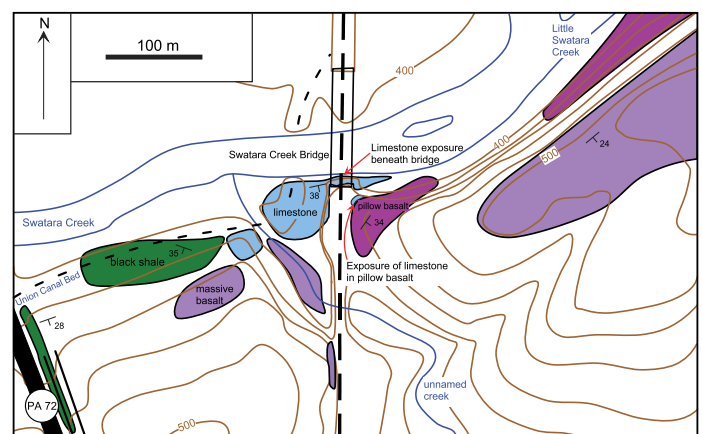 N
100 m
Little
Swatara
Creek
400
400
500
24
Swatara Creek Bridge
Limestone exposure
beneath bridge
38
limestone
pillow basalt
34
Swatara Creek
35
black shale
Exposure of limestone
in pillow basalt
Union Canal Bed
massive
basalt
28
unnamed
creek
PA 72
500